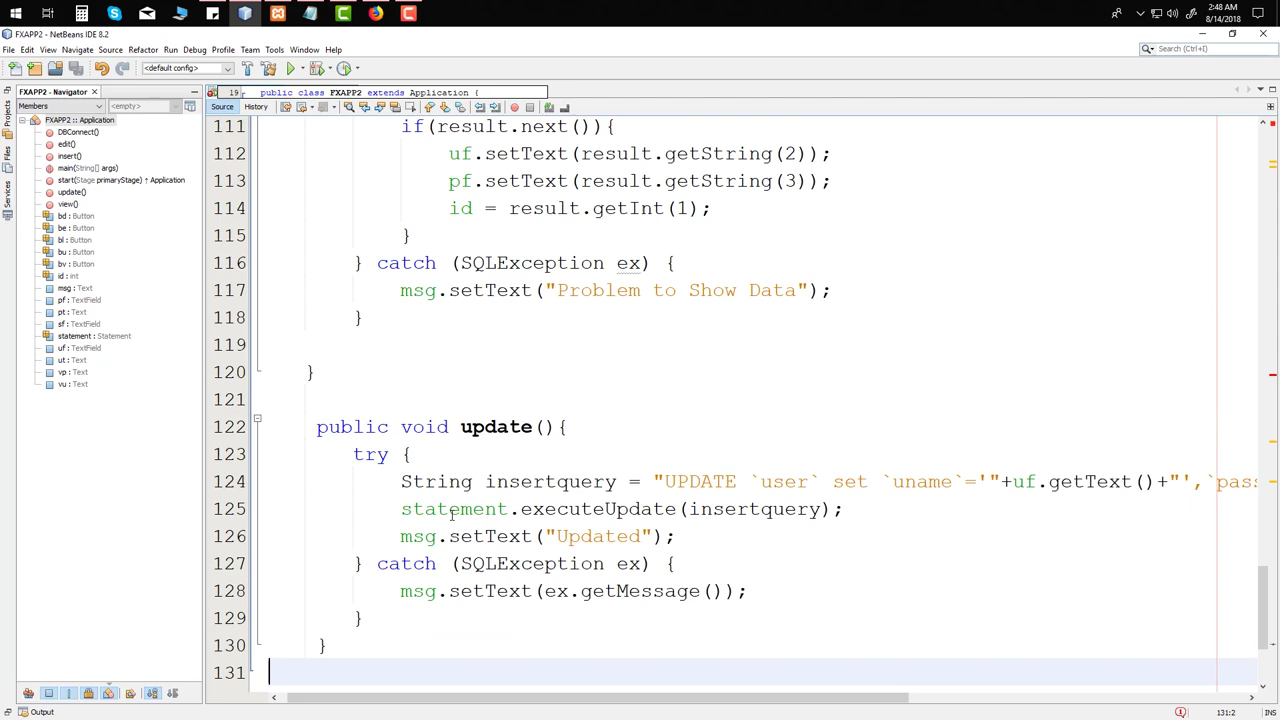 2:48 AM
8/14/2018
FXAPP2 - NetBeans IDE 8.2
File Edit View Navigate Source Refactor Run Debug Profile Team Tools Window Help
Search (Ctrl+I)
<default config>
FXAPP2 - Navigator
19 public class FXAPP2 extends Application {
Members
<empty>
Source History
FXAPP2 :: Application
DBConnect()
edit()
insert()
main(String[] args)
start(Stage primaryStage) ↑ Application
update()
view()
bd : Button
be : Button
bl : Button
bu : Button
bv : Button
id : int
msg : Text
pf : TextField
pt : Text
sf : TextField
statement : Statement
uf : TextField
ut : Text
vp : Text
vu : Text
Projects
Files
Services
111 if(result.next()){
112 uf.setText(result.getString(2));
113 pf.setText(result.getString(3));
114 id = result.getInt(1);
115 }
116 } catch (SQLException ex) {
117 msg.setText("Problem to Show Data");
118 }
119
120 }
121
122 public void update(){
123 try {
124 String insertquery = "UPDATE `user` set `uname`='"+uf.getText()+"',`pass
125 statement.executeUpdate(insertquery);
126 msg.setText("Updated");
127 } catch (SQLException ex) {
128 msg.setText(ex.getMessage());
129 }
130 }
131
Output
1
131:2
INS